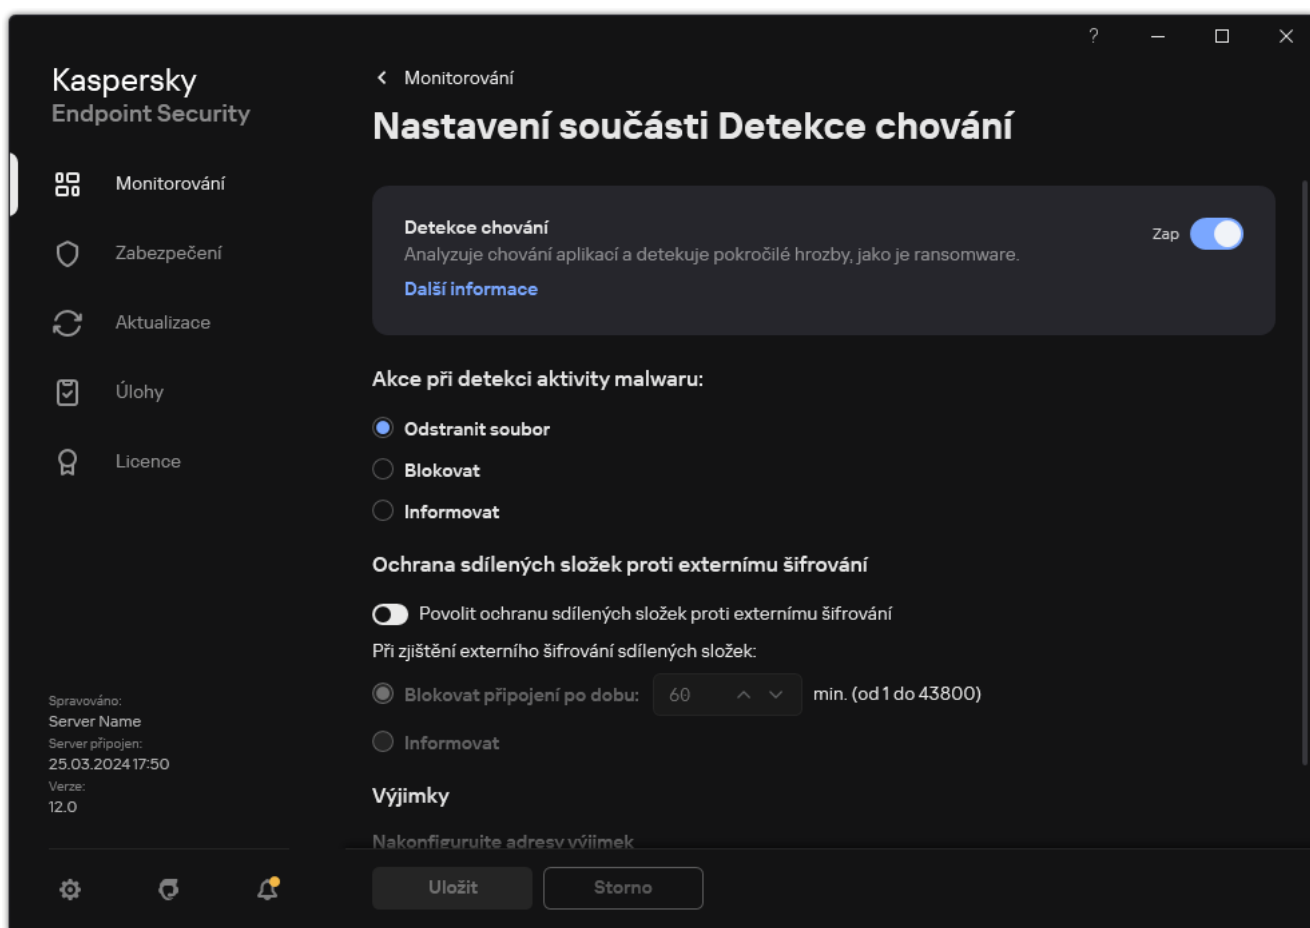 ?
Kaspersky
Endpoint Security
Monitorování
Zabezpečení
Aktualizace
Úlohy
Licence
Spravováno:
Server Name
Server připojen:
25.03.2024 17:50
Verze:
12.0
Monitorování
Nastavení součásti Detekce chování
Detekce chování
Zap
Analyzuje chování aplikací a detekuje pokročilé hrozby, jako je ransomware.
Další informace
Akce při detekci aktivity malwaru:
Odstranit soubor
Blokovat
Informovat
Ochrana sdílených složek proti externímu šifrování
Povolit ochranu sdílených složek proti externímu šifrování
Při zjištění externího šifrování sdílených složek:
Blokovat připojení po dobu: 60 min. (od 1 do 43800)
Informovat
Výjimky
Nakonfigurujte adresy výjimek
Uložit Storno